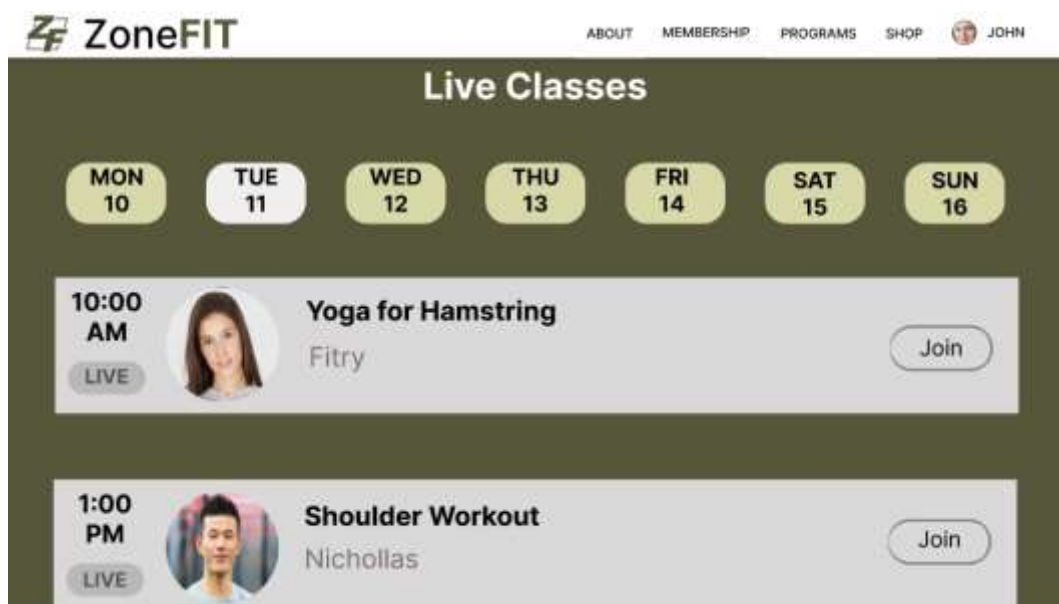 ZF ZoneFIT
ABOUT MEMBERSHIP PROGRAMS SHOP JOHN
Live Classes
MON TUE WED THU FRI SAT SUN
10 11 12 13 14 15 16
10:00
AM
LIVE
Yoga for Hamstring
Fitry
Join
1:00
PM
LIVE
Shoulder Workout
Nichollas
Join